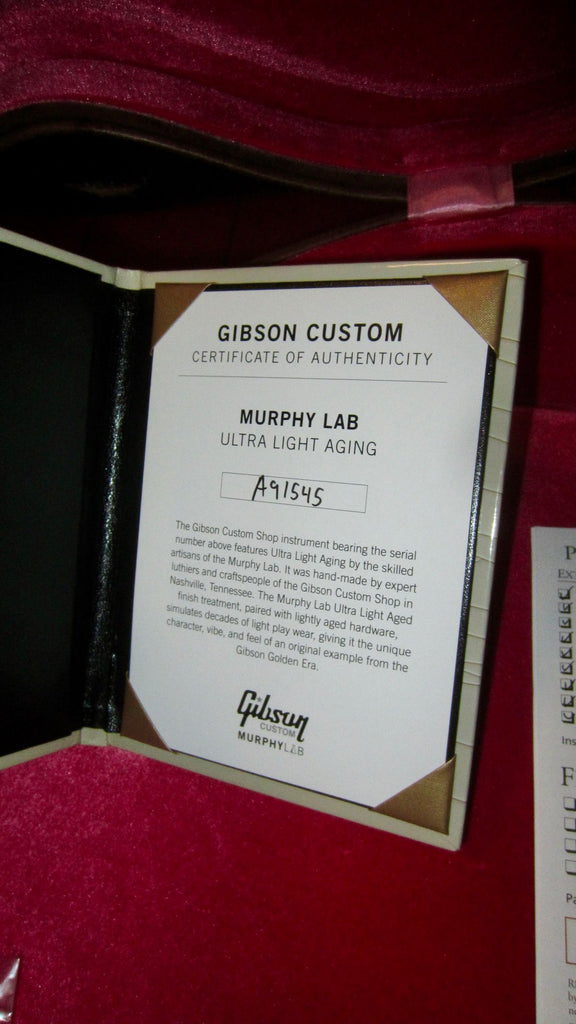 GIBSON CUSTOM
CERTIFICATE OF AUTHENTICITY
MURPHY LAB
ULTRA LIGHT AGING
A91545
The Gibson Custom Shop instrument bearing the serial
number above features Ultra Light Aging by the skilled
artisans of the Murphy Lab. It was hand-made by expert
luthiers and craftspeople of the Gibson Custom Shop in
Nashville, Tennessee. The Murphy Lab Ultra Light Aged
finish treatment, paired with lightly aged hardware,
simulates decades of light play wear, giving it the unique
character, vibe, and feel of an original example from the
Gibson Golden Era.
Gibson
CUSTOM
MURPHYLAB